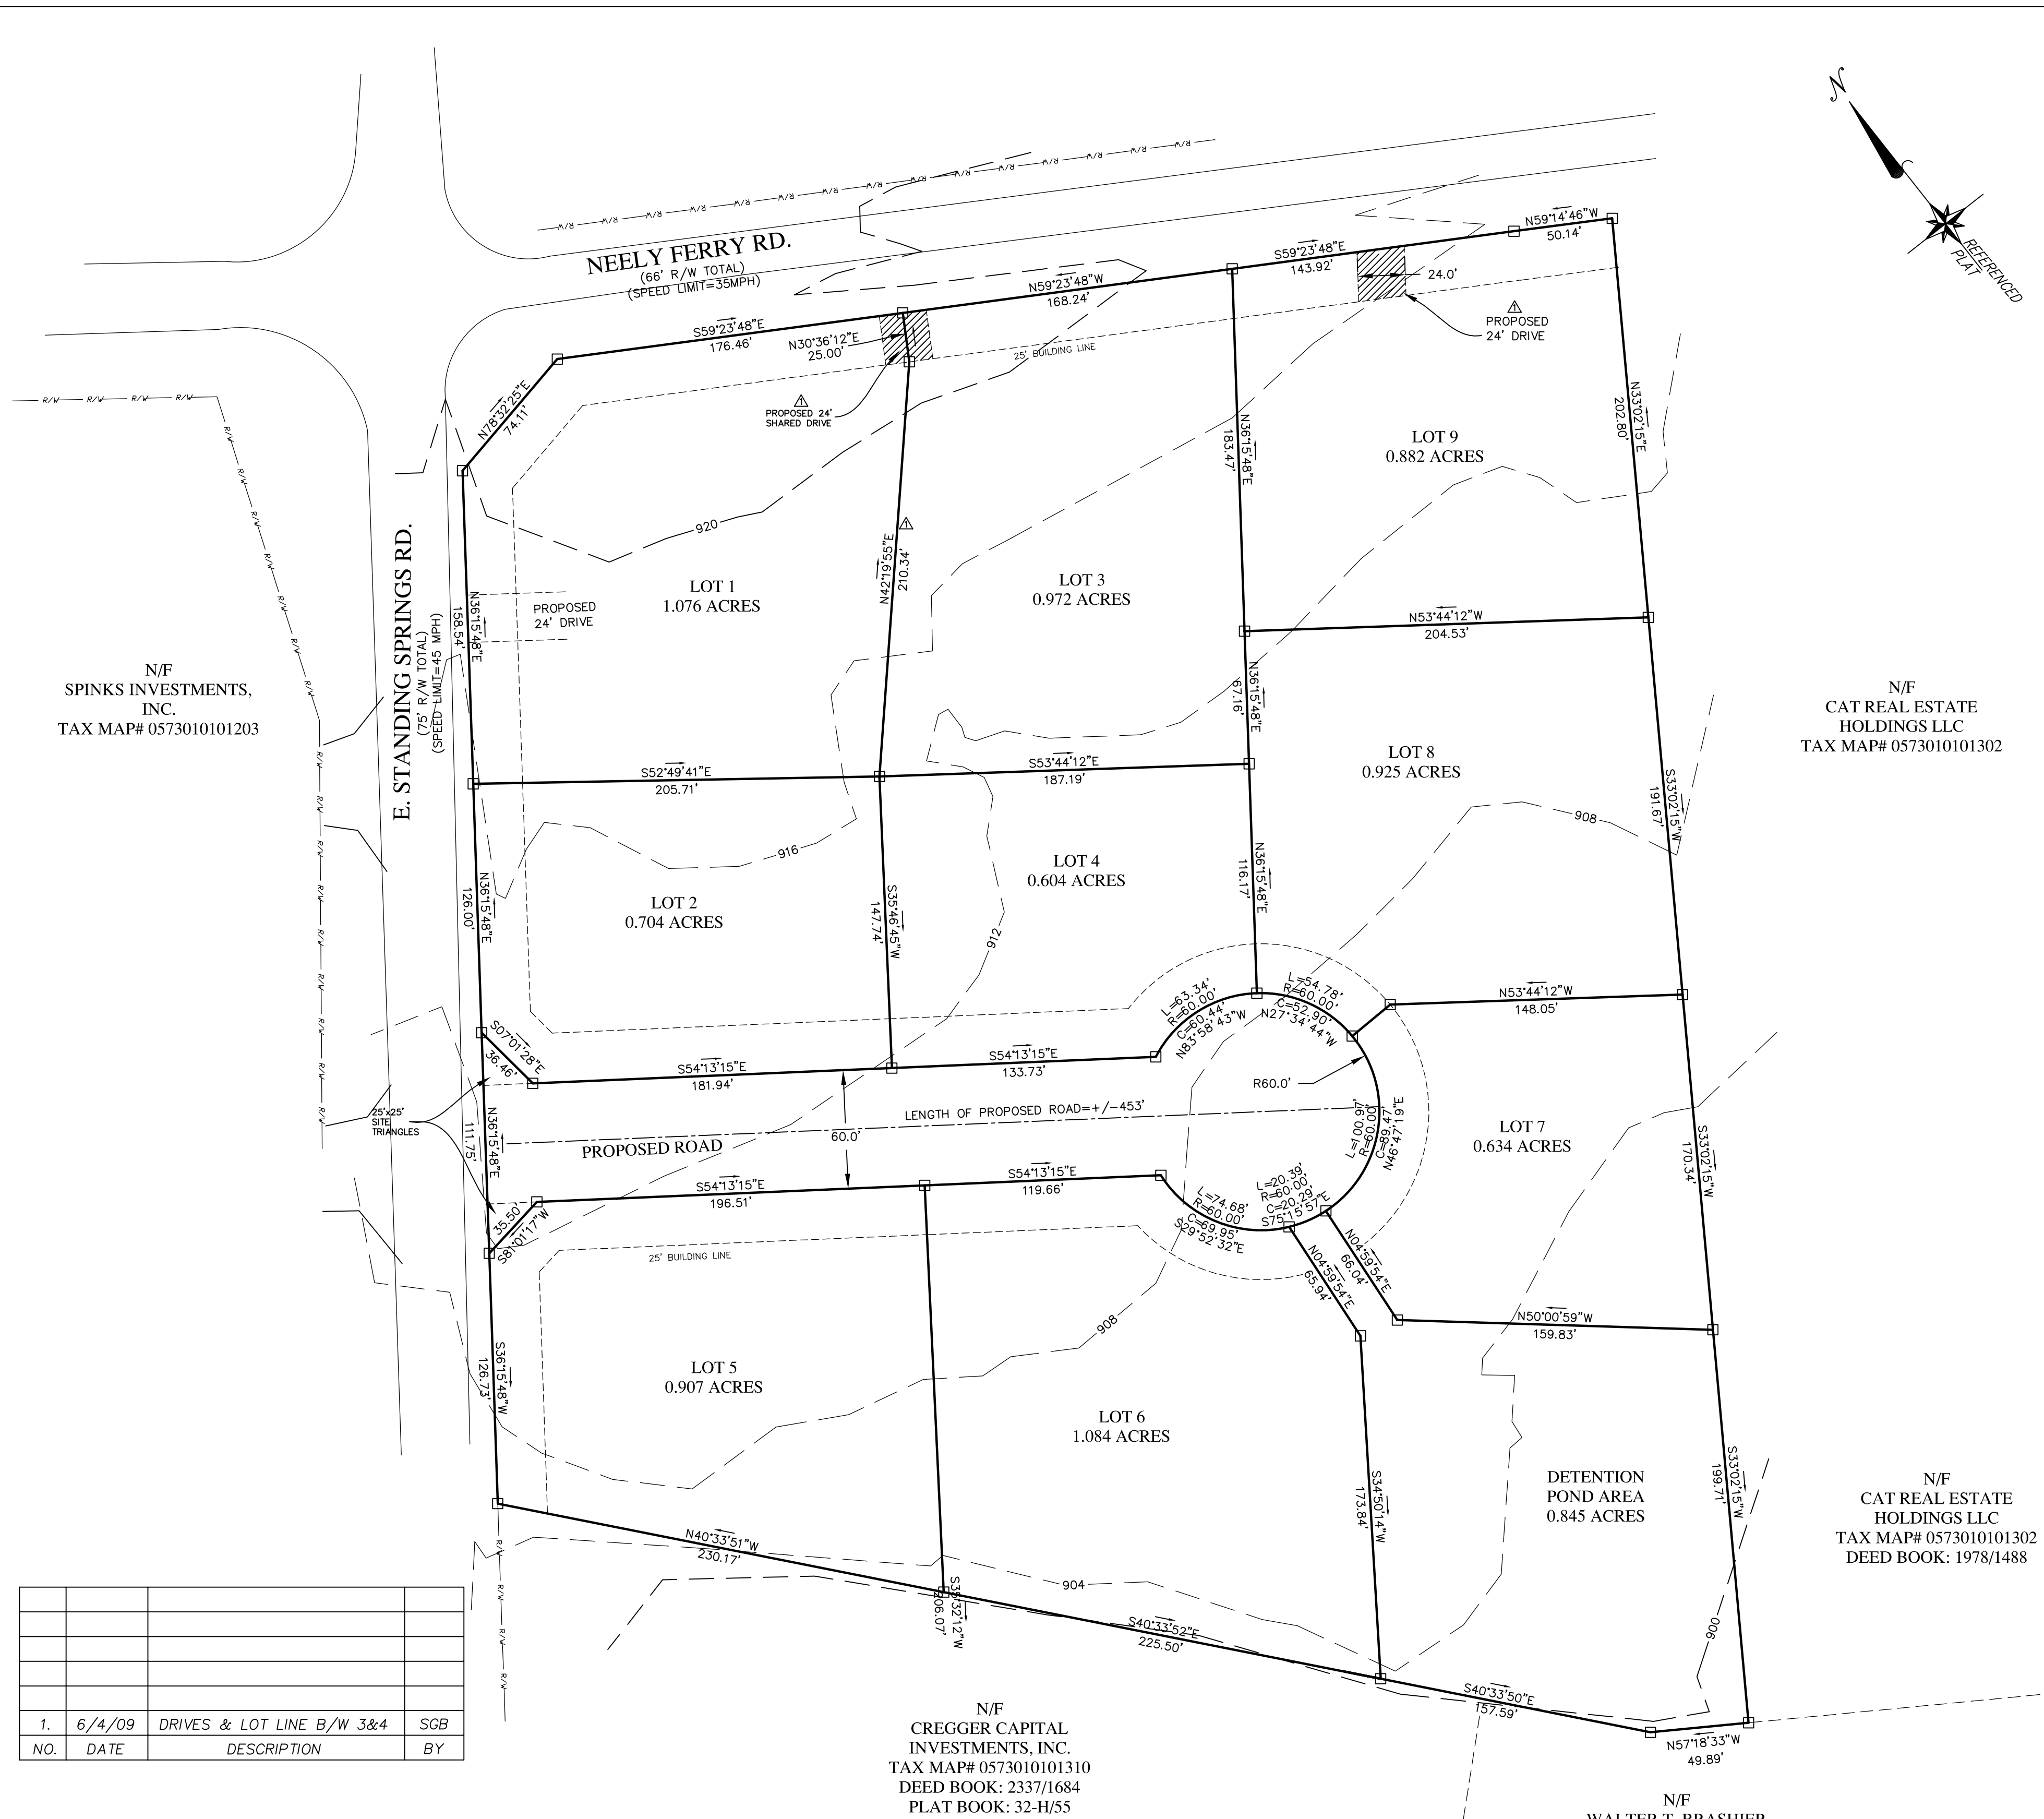 N
REFERENCED
PLAT
NEELY FERRY RD.
(66' R/W TOTAL)
(SPEED LIMIT=35MPH)
R/W R/W R/W R/W R/W R/W R/W R/W R/W R/W R/W R/W R/W R/W R/W
R/W R/W R/W R/W
N59°14'46"W
50.14'
S59°23'48"E
143.92'
24.0'
1
PROPOSED
24' DRIVE
N59°23'48"W
168.24'
S59°23'48"E
176.46'
N30°36'12"E
25.00'
25' BUILDING LINE
1
PROPOSED 24'
SHARED DRIVE
N78°32'25"E
74.11'
N36°15'48"E
183.47'
N33°02'15"E
202.80'
LOT 9
0.882 ACRES
920
1
N42°19'55"E
210.34'
LOT 1
1.076 ACRES
LOT 3
0.972 ACRES
PROPOSED
24' DRIVE
N36°15'48"E
158.54'
E. STANDING SPRINGS RD.
(75' R/W TOTAL)
(SPEED LIMIT=45 MPH)
N53°44'12"W
204.53'
N36°15'48"E
67.16'
N/F
SPINKS INVESTMENTS,
INC.
TAX MAP# 0573010101203
N/F
CAT REAL ESTATE
HOLDINGS LLC
TAX MAP# 0573010101302
LOT 8
0.925 ACRES
S52°49'41"E
205.71'
S53°44'12"E
187.19'
S33°02'15"W
191.67'
908
916
LOT 4
0.604 ACRES
LOT 2
0.704 ACRES
N36°15'48"E
126.00'
S35°46'45"W
147.74'
912
N36°15'48"E
116.17'
L=63.34'
R=60.00'
C=60.44'
N83°58'43"W
L=54.78'
R=60.00'
C=52.90'
N27°34'44"W
N53°44'12"W
148.05'
S07°01'28"E
36.46'
S54°13'15"E
181.94'
S54°13'15"E
133.73'
R60.0'
25'x25'
SITE
TRIANGLES
N36°15'48"E
111.75'
LENGTH OF PROPOSED ROAD=+/-453'
60.0'
PROPOSED ROAD
L=100.97'
R=60.00'
C=89.47'
N46°47'19"E
LOT 7
0.634 ACRES
S33°02'15"W
170.34'
S54°13'15"E
196.51'
S54°13'15"E
119.66'
L=74.68'
R=60.00'
C=69.95'
S29°52'32"E
L=20.39'
R=60.00'
C=20.29'
S75°15'57"E
35.50'
S81°01'17"W
25' BUILDING LINE
N04°59'54"E
65.94'
N04°59'54"E
66.04'
N50°00'59"W
159.83'
908
S36°15'48"W
126.73'
LOT 5
0.907 ACRES
LOT 6
1.084 ACRES
S34°50'14"W
173.84'
DETENTION
POND AREA
0.845 ACRES
S33°02'15"W
199.71'
N/F
CAT REAL ESTATE
HOLDINGS LLC
TAX MAP# 0573010101302
DEED BOOK: 1978/1488
N40°33'51"W
230.17'
S35°32'12"W
206.07'
904
S40°33'52"E
225.50'
900
S40°33'50"E
157.59'
N57°18'33"W
49.89'
1. 6/4/09 DRIVES & LOT LINE B/W 3&4 SGB
NO. DATE DESCRIPTION BY
N/F
CREGGER CAPITAL
INVESTMENTS, INC.
TAX MAP# 0573010101310
DEED BOOK: 2337/1684
PLAT BOOK: 32-H/55
N/F
WALTER T. BRASHIER